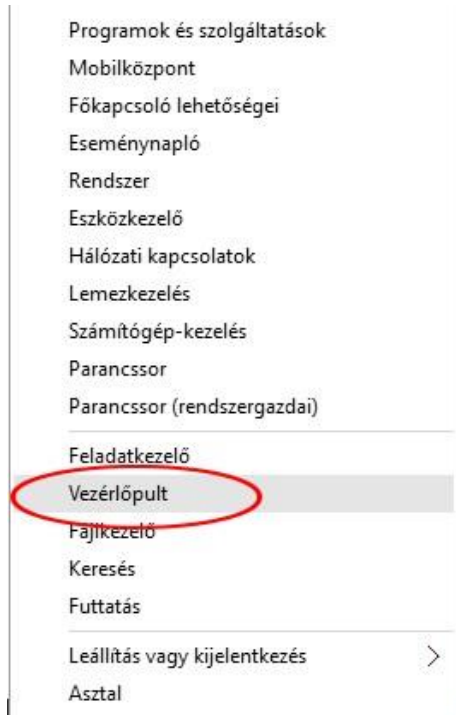 Programok és szolgáltatások
Mobilközpont
Főkapcsoló lehetőségei
Eseménynapló
Rendszer
Eszközkezelő
Hálózati kapcsolatok
Lemezkezelés
Számítógép-kezelés
Parancssor
Parancssor (rendszergazdai)
Feladatkezelő
Vezérlőpult
Fájlkezelő
Keresés
Futtatás
Leállítás vagy kijelentkezés
Asztal